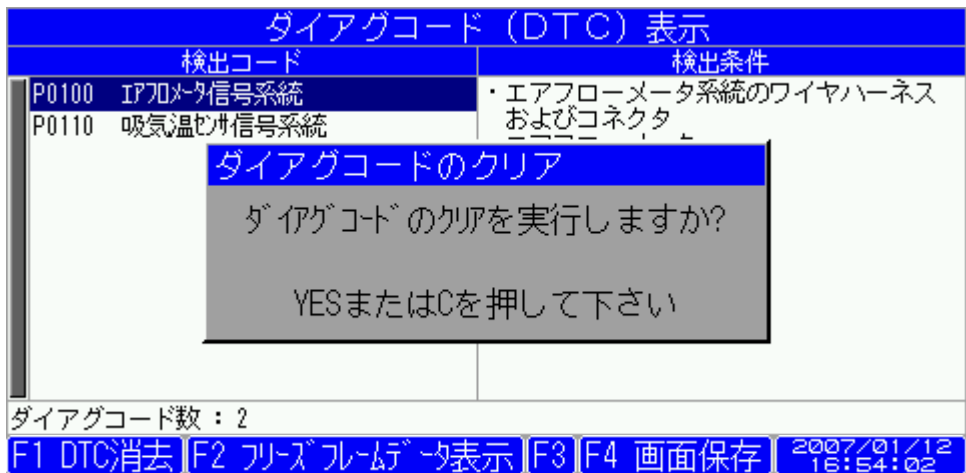 ダイアグコード（DTC）表示
検出コード
検出条件
P0100 ｴｱﾌﾛﾒｰﾀ信号系統
P0110 吸気温ｾﾝｻ信号系統
・エアフローメータ系統のワイヤハーネス
およびコネクタ
ダイアグコードのクリア
ﾀﾞｲｱｸﾞｺｰﾄﾞのｸﾘｱを実行しますか?
YESまたはCを押して下さい
ダイアグコード数：2
F1 DTC消去 F2 ﾌﾘｰｽﾞﾌﾚｰﾑﾃﾞｰﾀ表示 F3 F4 画面保存
2007/01/12
16:54:02